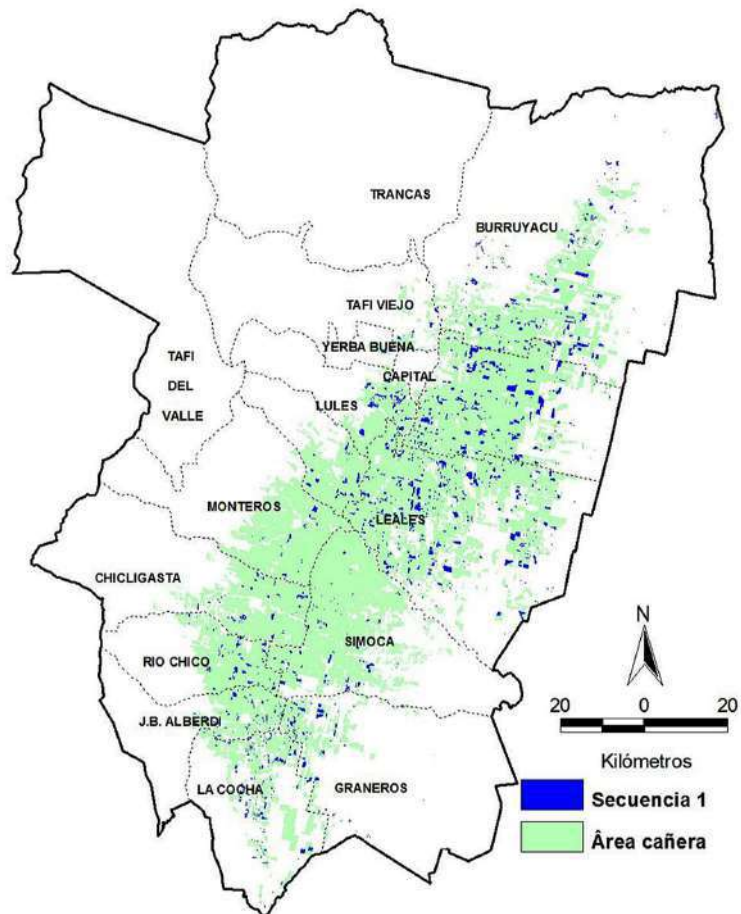 TRANCAS
BURRUYACU
TAFI VIEJO
YERBA BUENA
TAFI
DEL
VALLE
CAPITAL
LULES
MONTEROS
LEALES
CHICLIGASTA
SIMOCA
RIO CHICO
J.B. ALBERDI
LA COCHA
GRANEROS
N
20 0 20
Kilómetros
Secuencia 1
Ârea cañera